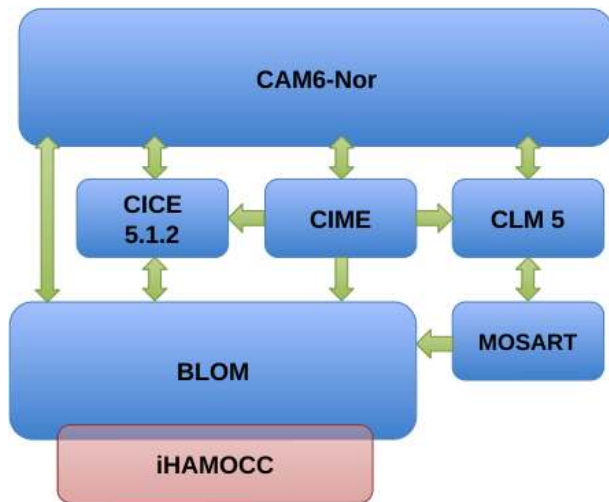 CAM6-Nor
CICE
5.1.2
CIME
CLM 5
MOSART
BLOM
iHAMOCC